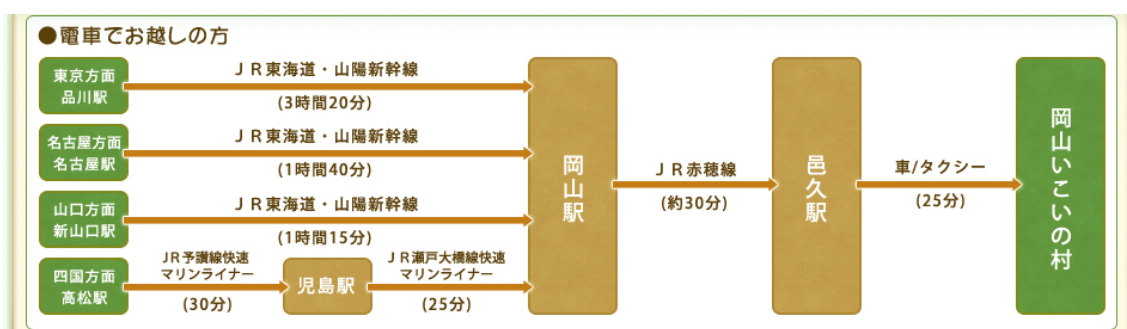 ●電車でお越しの方
東京方面
品川駅
ＪＲ東海道・山陽新幹線
(3時間20分)
名古屋方面
名古屋駅
ＪＲ東海道・山陽新幹線
(1時間40分)
山口方面
新山口駅
ＪＲ東海道・山陽新幹線
(1時間15分)
四国方面
高松駅
JR予讃線快速
マリンライナー
(30分)
児島駅
ＪＲ瀬戸大橋線快速
マリンライナー
(25分)
岡山駅
ＪＲ赤穂線
(約30分)
邑久駅
車/タクシー
(25分)
岡山いこいの村